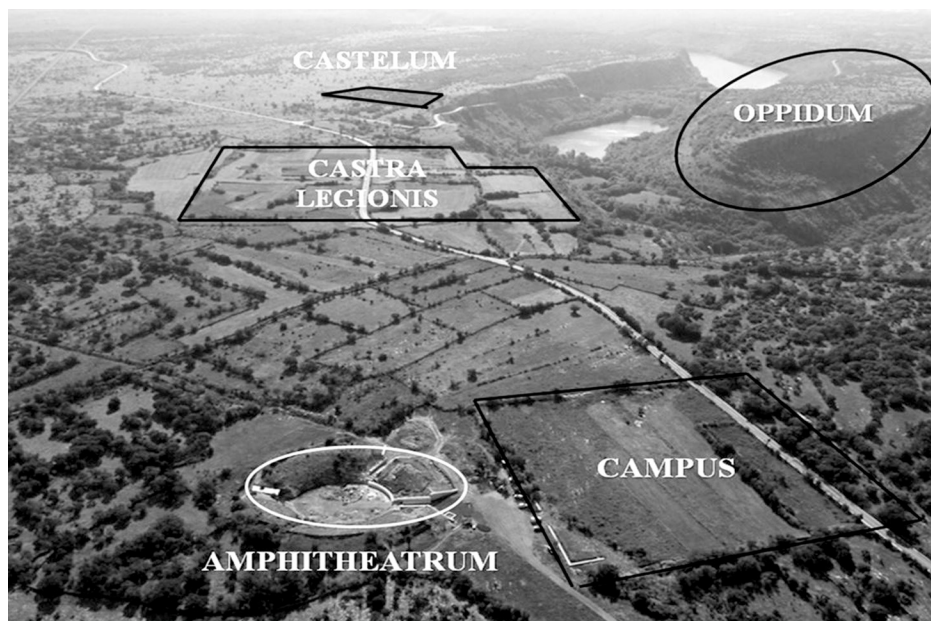 CASTELUM
OPPIDUM
CASTRA
LEGIONIS
CAMPUS
AMPHITHEATRUM